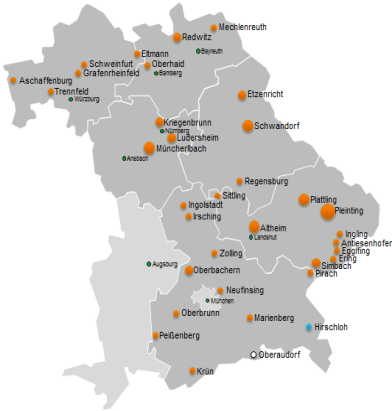 Mechlenreuth
Redwitz
Bayreuth
Eltmann
Schweinfurt
Oberhaid
Grafenrheinfeld
Bamberg
Aschaffenburg
Trennfeld
Würzburg
Etzenricht
Kriegenbrunn
Schwandorf
Nürnberg
Ludersheim
Müncherlbach
Ansbach
Regensburg
Sittling
Plattling
Ingolstadt
Pleinting
Irsching
Altheim
Landshut
Ingling
Antiesenhofen
Egglfing
Zolling
Ering
Augsburg
Simbach
Oberbachern
Pirach
Neufinsing
München
Oberbrunn
Marienberg
Hirschloh
Peißenberg
Oberaudorf
Krün